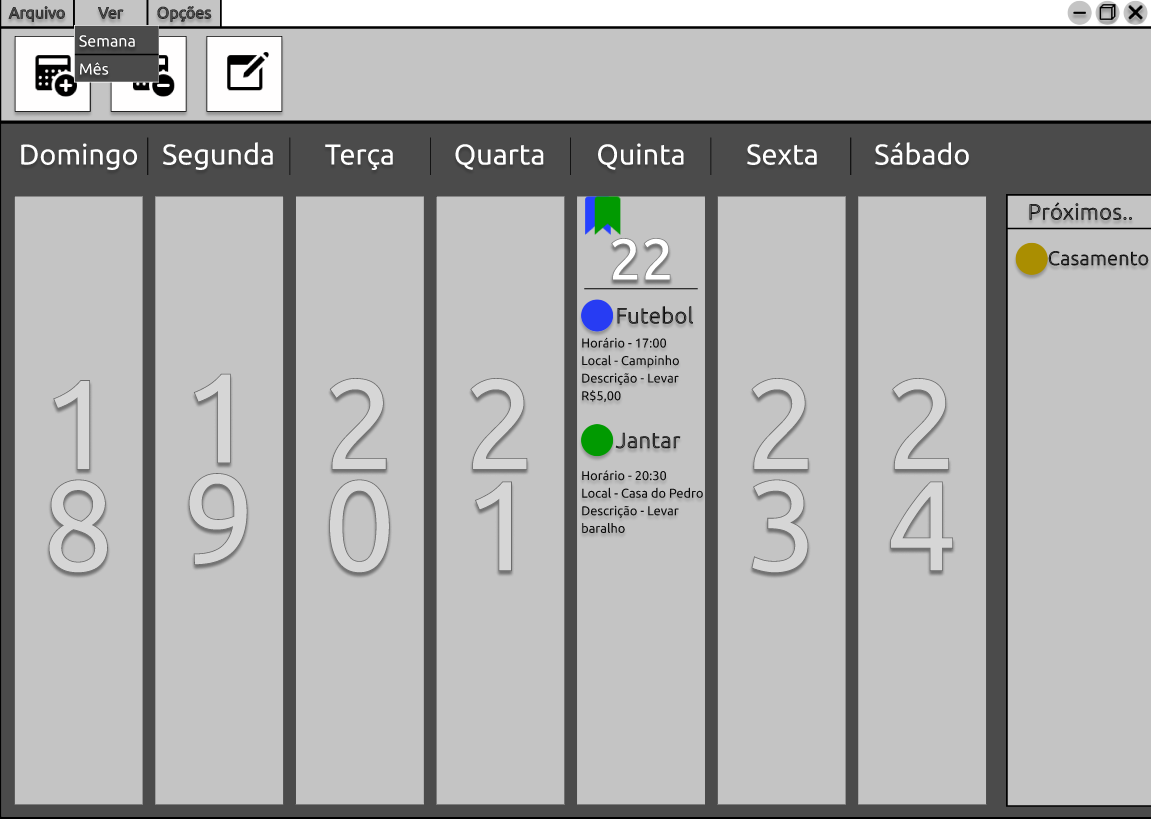 Arquivo Ver Opções
Semana
Mês
Domingo Segunda Terça Quarta Quinta Sexta Sábado
18
19
20
21
22
Futebol
Horário - 17:00
Local - Campinho
Descrição - Levar
R$5,00
Jantar
Horário - 20:30
Local - Casa do Pedro
Descrição - Levar
baralho
23
24
Próximos..
Casamento